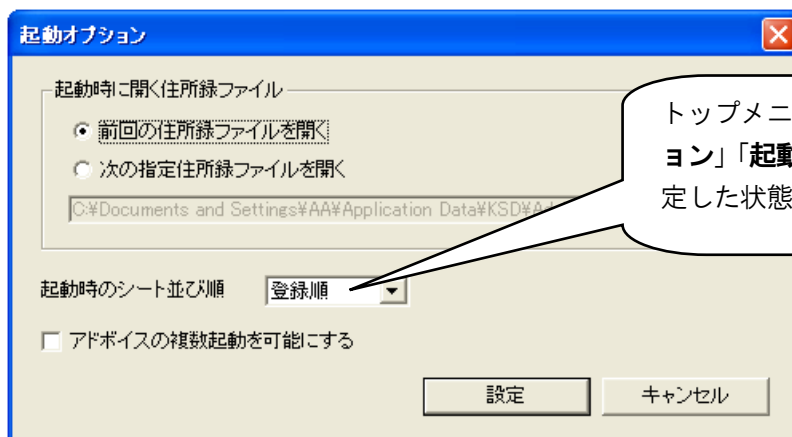 起動オプション
起動時に開く住所録ファイル
前回の住所録ファイルを開く
次の指定住所録ファイルを開く
C:¥Documents and Settings¥AA¥Application Data¥KSD¥Ad
トップメニ
ョン」「起動
定した状態
起動時のシート並び順 登録順
アドボイスの複数起動を可能にする
設定 キャンセル